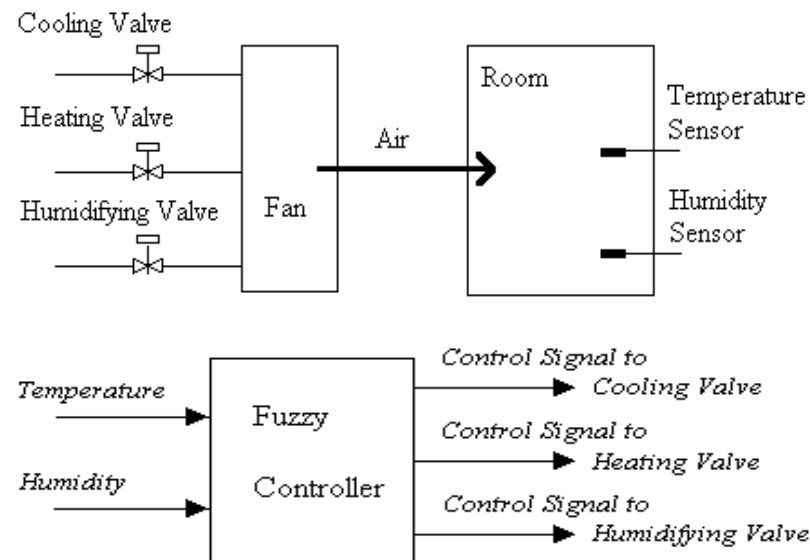 Cooling Valve
Heating Valve
Humidifying Valve
Fan
Air
Room
Temperature
Sensor
Humidity
Sensor
Temperature
Humidity
Fuzzy
Controller
Control Signal to
Cooling Valve
Control Signal to
Heating Valve
Control Signal to
Humidifying Valve